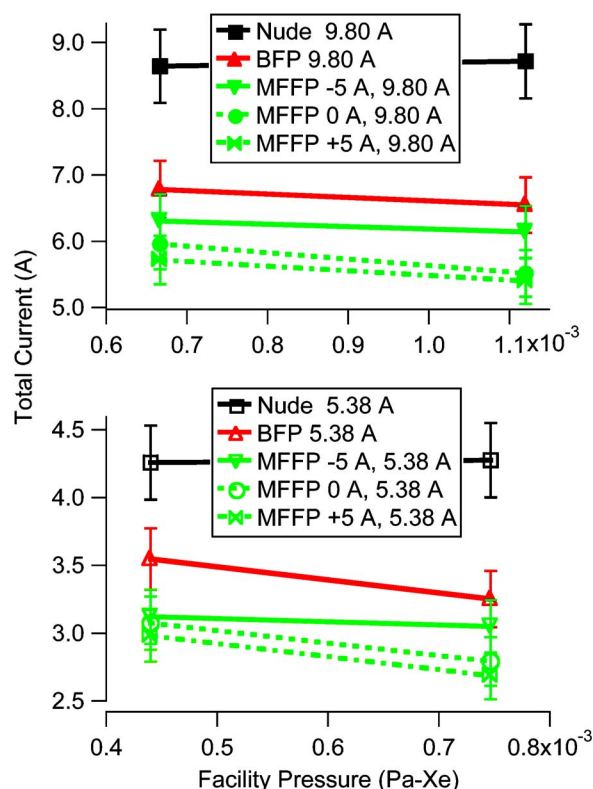 9.0
8.0
7.0
6.0
5.0
Nude 9.80 A
BFP 9.80 A
MFFP -5 A, 9.80 A
MFFP 0 A, 9.80 A
MFFP +5 A, 9.80 A
0.6 0.7 0.8 0.9 1.0 1.1x10⁻³
Total Current (A)
4.5
4.0
3.5
3.0
2.5
Nude 5.38 A
BFP 5.38 A
MFFP -5 A, 5.38 A
MFFP 0 A, 5.38 A
MFFP +5 A, 5.38 A
0.4 0.5 0.6 0.7 0.8x10⁻³
Facility Pressure (Pa-Xe)